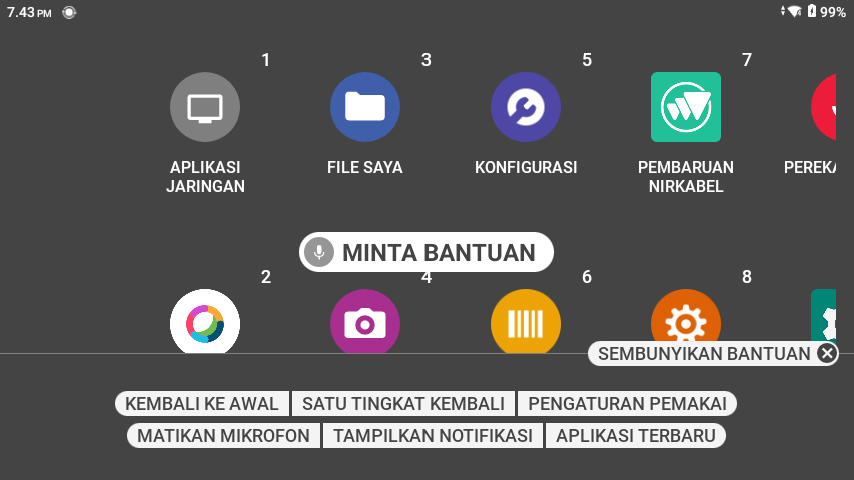 7.43 PM
99%
1
3
5
7
APLIKASI
JARINGAN
FILE SAYA
KONFIGURASI
PEMBARUAN
NIRKABEL
MINTA BANTUAN
2
4
6
8
SEMBUNYIKAN BANTUAN
KEMBALI KE AWAL
SATU TINGKAT KEMBALI
PENGATURAN PEMAKAI
MATIKAN MIKROFON
TAMPILKAN NOTIFIKASI
APLIKASI TERBARU